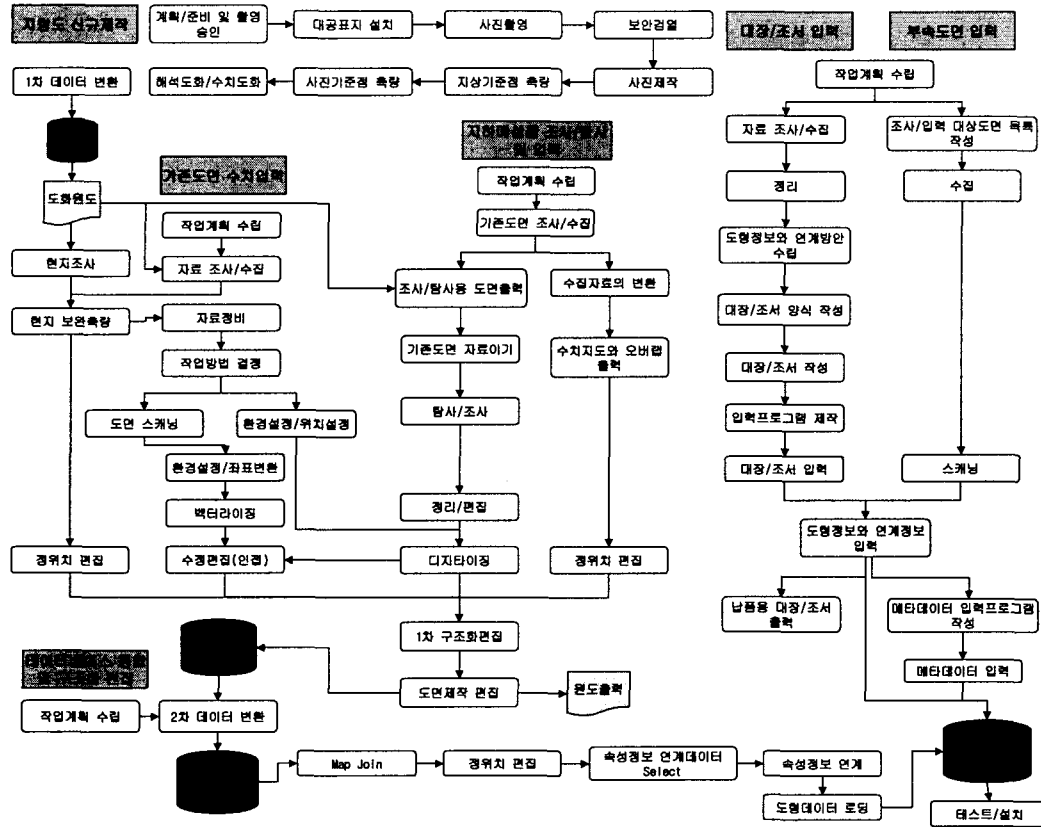 지형도 신규제작
계획/준비 및 촬영
승인
대공표지 설치
사진촬영
보안검열
1차 데이터 변환
해석도화/수치도화
사진기준점 측량
지상기준점 측량
사진제작
도화원도
현지조사
현지 보완측량
정위치 편집
기존도면 수치입력
작업계획 수립
자료 조사/수집
자료정비
작업방법 결정
도면 스캐닝
환경설정/위치설정
환경설정/좌표변환
벡터라이징
수정편집(인접)
지하매설물 조사/탐사
및 입력
작업계획 수립
기존도면 조사/수집
조사/탐사용 도면출력
수집자료의 변환
기존도면 자료이기
수치지도와 오버랩
출력
탐사/조사
정리/편집
디지타이징
정위치 편집
1차 구조화편집
도면제작 편집
원도출력
대장/조서 입력
부속도면 입력
작업계획 수립
자료 조사/수집
조사/입력 대상도면 목록
작성
정리
수집
도형정보와 연계방안
수립
대장/조서 양식 작성
대장/조서 작성
입력프로그램 제작
대장/조서 입력
스캐닝
도형정보와 연계정보
입력
납품용 대장/조서
출력
메타데이터 입력프로그램
작성
메타데이터 입력
작업계획 수립
2차 데이터 변환
Map Join
정위치 편집
속성정보 연계데이터
Select
속성정보 연계
도형데이터 로딩
테스트/설치